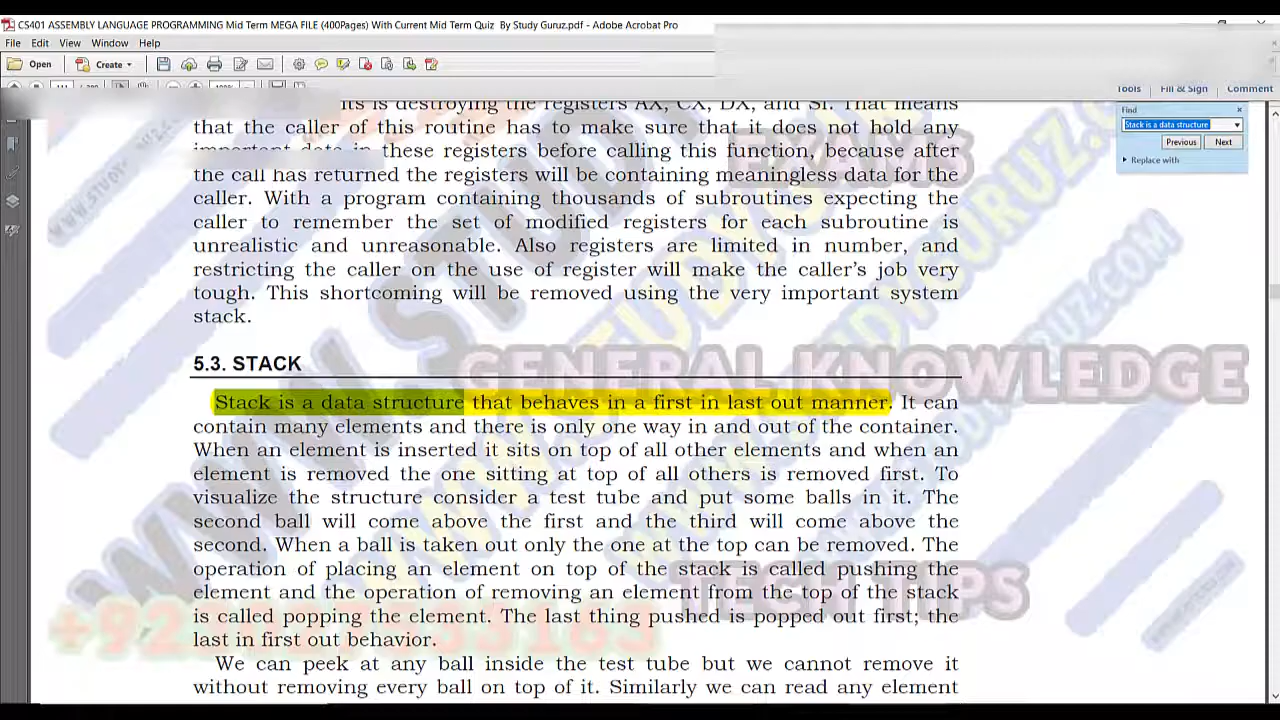 CS401 ASSEMBLY LANGUAGE PROGRAMMING Mid Term MEGA FILE (400Pages) With Current Mid Term Quiz By Study Guruz.pdf - Adobe Acrobat Pro
File Edit View Window Help
Open Create
Tools Fill & Sign Comment
Find
Stack is a data structure
Previous Next
Replace with
its is destroying the registers AX, CX, DX, and SI. That means
that the caller of this routine has to make sure that it does not hold any
important data in these registers before calling this function, because after
the call has returned the registers will be containing meaningless data for the
caller. With a program containing thousands of subroutines expecting the
caller to remember the set of modified registers for each subroutine is
unrealistic and unreasonable. Also registers are limited in number, and
restricting the caller on the use of register will make the caller's job very
tough. This shortcoming will be removed using the very important system
stack.
5.3. STACK
GENERAL KNOWLEDGE
Stack is a data structure that behaves in a first in last out manner. It can
contain many elements and there is only one way in and out of the container.
When an element is inserted it sits on top of all other elements and when an
element is removed the one sitting at top of all others is removed first. To
visualize the structure consider a test tube and put some balls in it. The
second ball will come above the first and the third will come above the
second. When a ball is taken out only the one at the top can be removed. The
operation of placing an element on top of the stack is called pushing the
element and the operation of removing an element from the top of the stack
is called popping the element. The last thing pushed is popped out first; the
last in first out behavior.
TECH TIPS
We can peek at any ball inside the test tube but we cannot remove it
without removing every ball on top of it. Similarly we can read any element